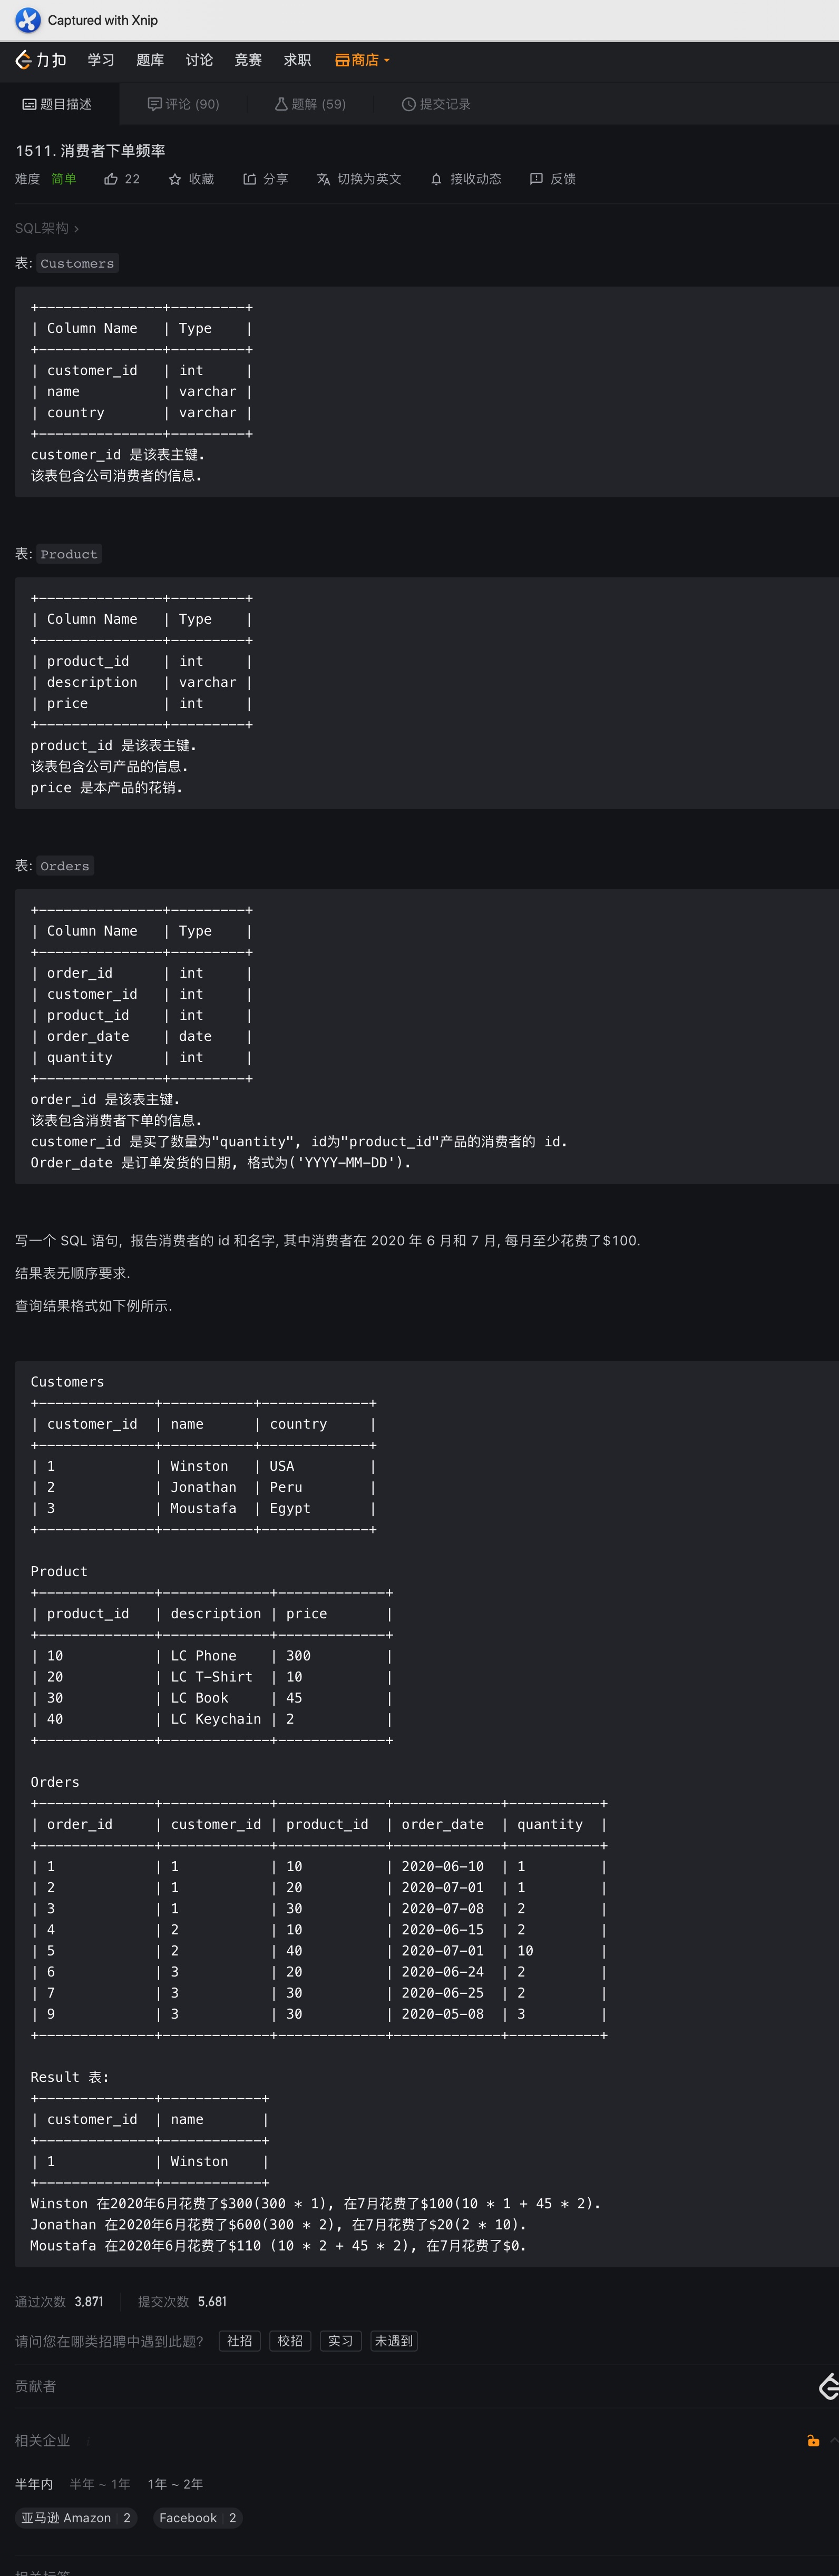 Captured with Xnip
力扣 学习 题库 讨论 竞赛 求职 商店
题目描述 评论 (90) 题解 (59) 提交记录
1511. 消费者下单频率
难度 简单 22 收藏 分享 切换为英文 接收动态 反馈
SQL架构 ›
表: Customers
+---------------+---------+
| Column Name   | Type    |
+---------------+---------+
| customer_id   | int     |
| name          | varchar |
| country       | varchar |
+---------------+---------+
customer_id 是该表主键.
该表包含公司消费者的信息.
表: Product
+---------------+---------+
| Column Name   | Type    |
+---------------+---------+
| product_id    | int     |
| description   | varchar |
| price         | int     |
+---------------+---------+
product_id 是该表主键.
该表包含公司产品的信息.
price 是本产品的花销.
表: Orders
+---------------+---------+
| Column Name   | Type    |
+---------------+---------+
| order_id      | int     |
| customer_id   | int     |
| product_id    | int     |
| order_date    | date    |
| quantity      | int     |
+---------------+---------+
order_id 是该表主键.
该表包含消费者下单的信息.
customer_id 是买了数量为"quantity", id为"product_id"产品的消费者的 id.
Order_date 是订单发货的日期, 格式为('YYYY-MM-DD').
写一个 SQL 语句, 报告消费者的 id 和名字, 其中消费者在 2020 年 6 月和 7 月, 每月至少花费了$100.
结果表无顺序要求.
查询结果格式如下例所示.
Customers
+--------------+-----------+-------------+
| customer_id  | name      | country     |
+--------------+-----------+-------------+
| 1            | Winston   | USA         |
| 2            | Jonathan  | Peru        |
| 3            | Moustafa  | Egypt       |
+--------------+-----------+-------------+
Product
+--------------+-------------+-------------+
| product_id   | description | price       |
+--------------+-------------+-------------+
| 10           | LC Phone    | 300         |
| 20           | LC T-Shirt  | 10          |
| 30           | LC Book     | 45          |
| 40           | LC Keychain | 2           |
+--------------+-------------+-------------+
Orders
+--------------+-------------+-------------+-------------+-----------+
| order_id     | customer_id | product_id  | order_date  | quantity  |
+--------------+-------------+-------------+-------------+-----------+
| 1            | 1           | 10          | 2020-06-10  | 1         |
| 2            | 1           | 20          | 2020-07-01  | 1         |
| 3            | 1           | 30          | 2020-07-08  | 2         |
| 4            | 2           | 10          | 2020-06-15  | 2         |
| 5            | 2           | 40          | 2020-07-01  | 10        |
| 6            | 3           | 20          | 2020-06-24  | 2         |
| 7            | 3           | 30          | 2020-06-25  | 2         |
| 9            | 3           | 30          | 2020-05-08  | 3         |
+--------------+-------------+-------------+-------------+-----------+
Result 表:
+--------------+------------+
| customer_id  | name       |
+--------------+------------+
| 1            | Winston    |
+--------------+------------+
Winston 在2020年6月花费了$300(300 * 1), 在7月花费了$100(10 * 1 + 45 * 2).
Jonathan 在2020年6月花费了$600(300 * 2), 在7月花费了$20(2 * 10).
Moustafa 在2020年6月花费了$110 (10 * 2 + 45 * 2), 在7月花费了$0.
通过次数 3,871 提交次数 5,681
请问您在哪类招聘中遇到此题? 社招 校招 实习 未遇到
贡献者
相关企业
半年内 半年 ~ 1年 1年 ~ 2年
亚马逊 Amazon 2 Facebook 2